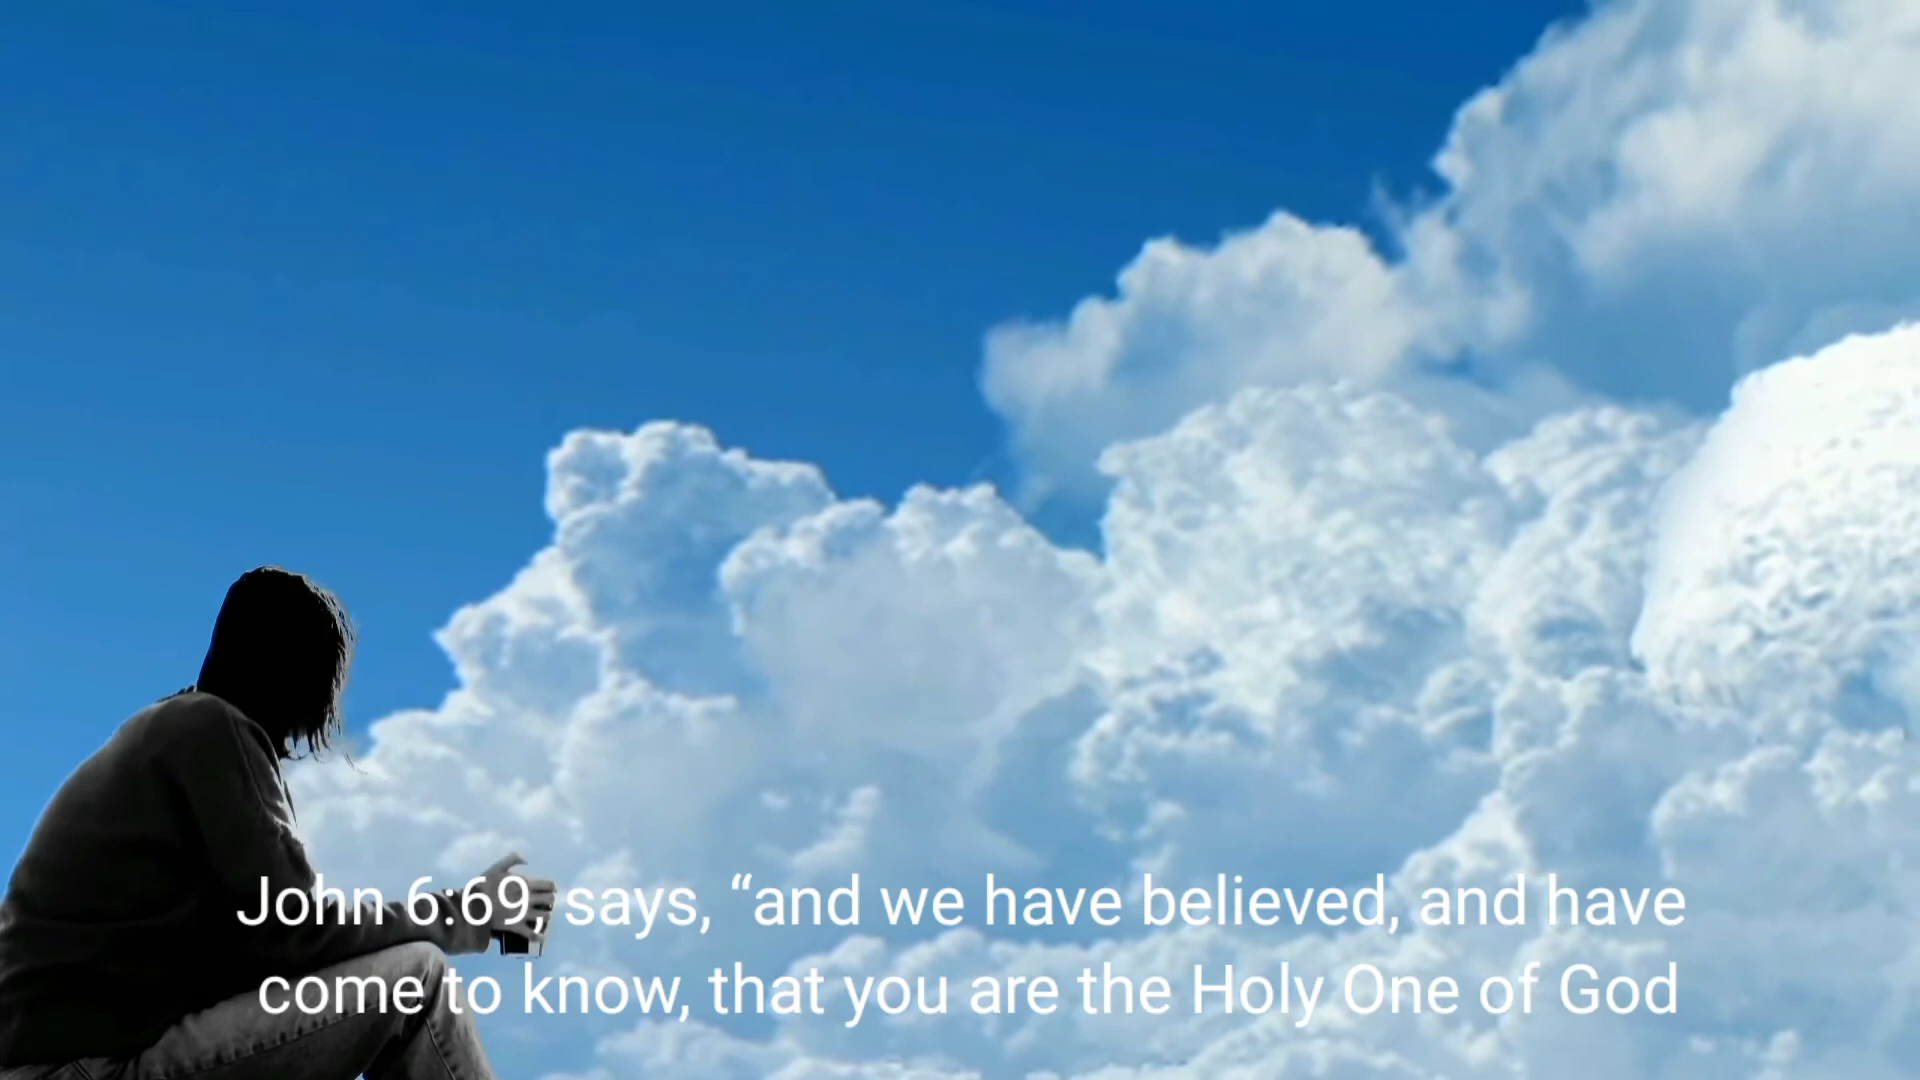 John 6:69, says, “and we have believed, and have
come to know, that you are the Holy One of God